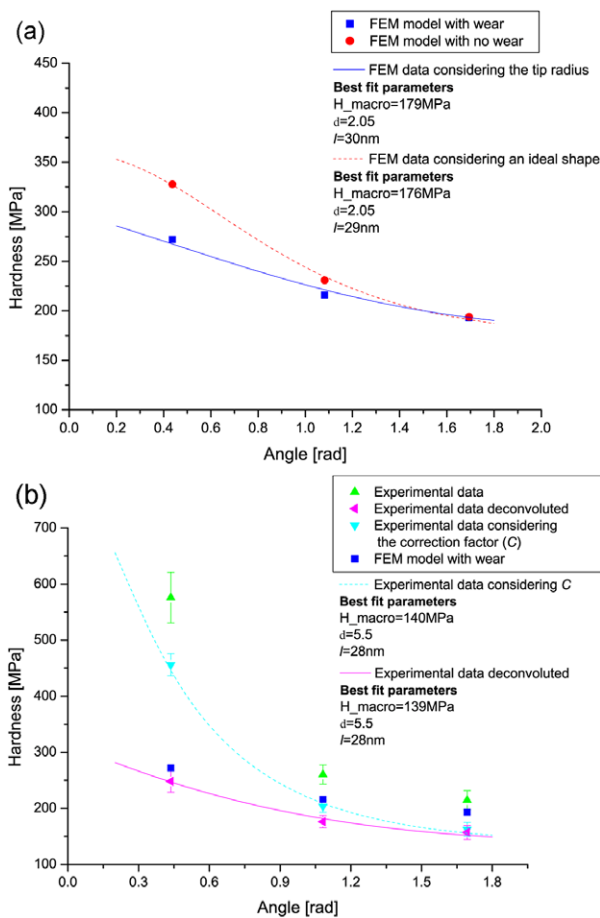 (a)
FEM model with wear
FEM model with no wear
FEM data considering the tip radius
Best fit parameters
H_macro=179MPa
d=2.05
l=30nm
FEM data considering an ideal shape
Best fit parameters
H_macro=176MPa
d=2.05
l=29nm
Hardness [MPa]
450
400
350
300
250
200
150
100
0.0 0.2 0.4 0.6 0.8 1.0 1.2 1.4 1.6 1.8 2.0
Angle [rad]
(b)
Experimental data
Experimental data deconvoluted
Experimental data considering
the correction factor (C)
FEM model with wear
Experimental data considering C
Best fit parameters
H_macro=140MPa
d=5.5
l=28nm
Experimental data deconvoluted
Best fit parameters
H_macro=139MPa
d=5.5
l=28nm
Hardness [MPa]
700
600
500
400
300
200
100
0.0 0.3 0.6 0.9 1.2 1.5 1.8
Angle [rad]